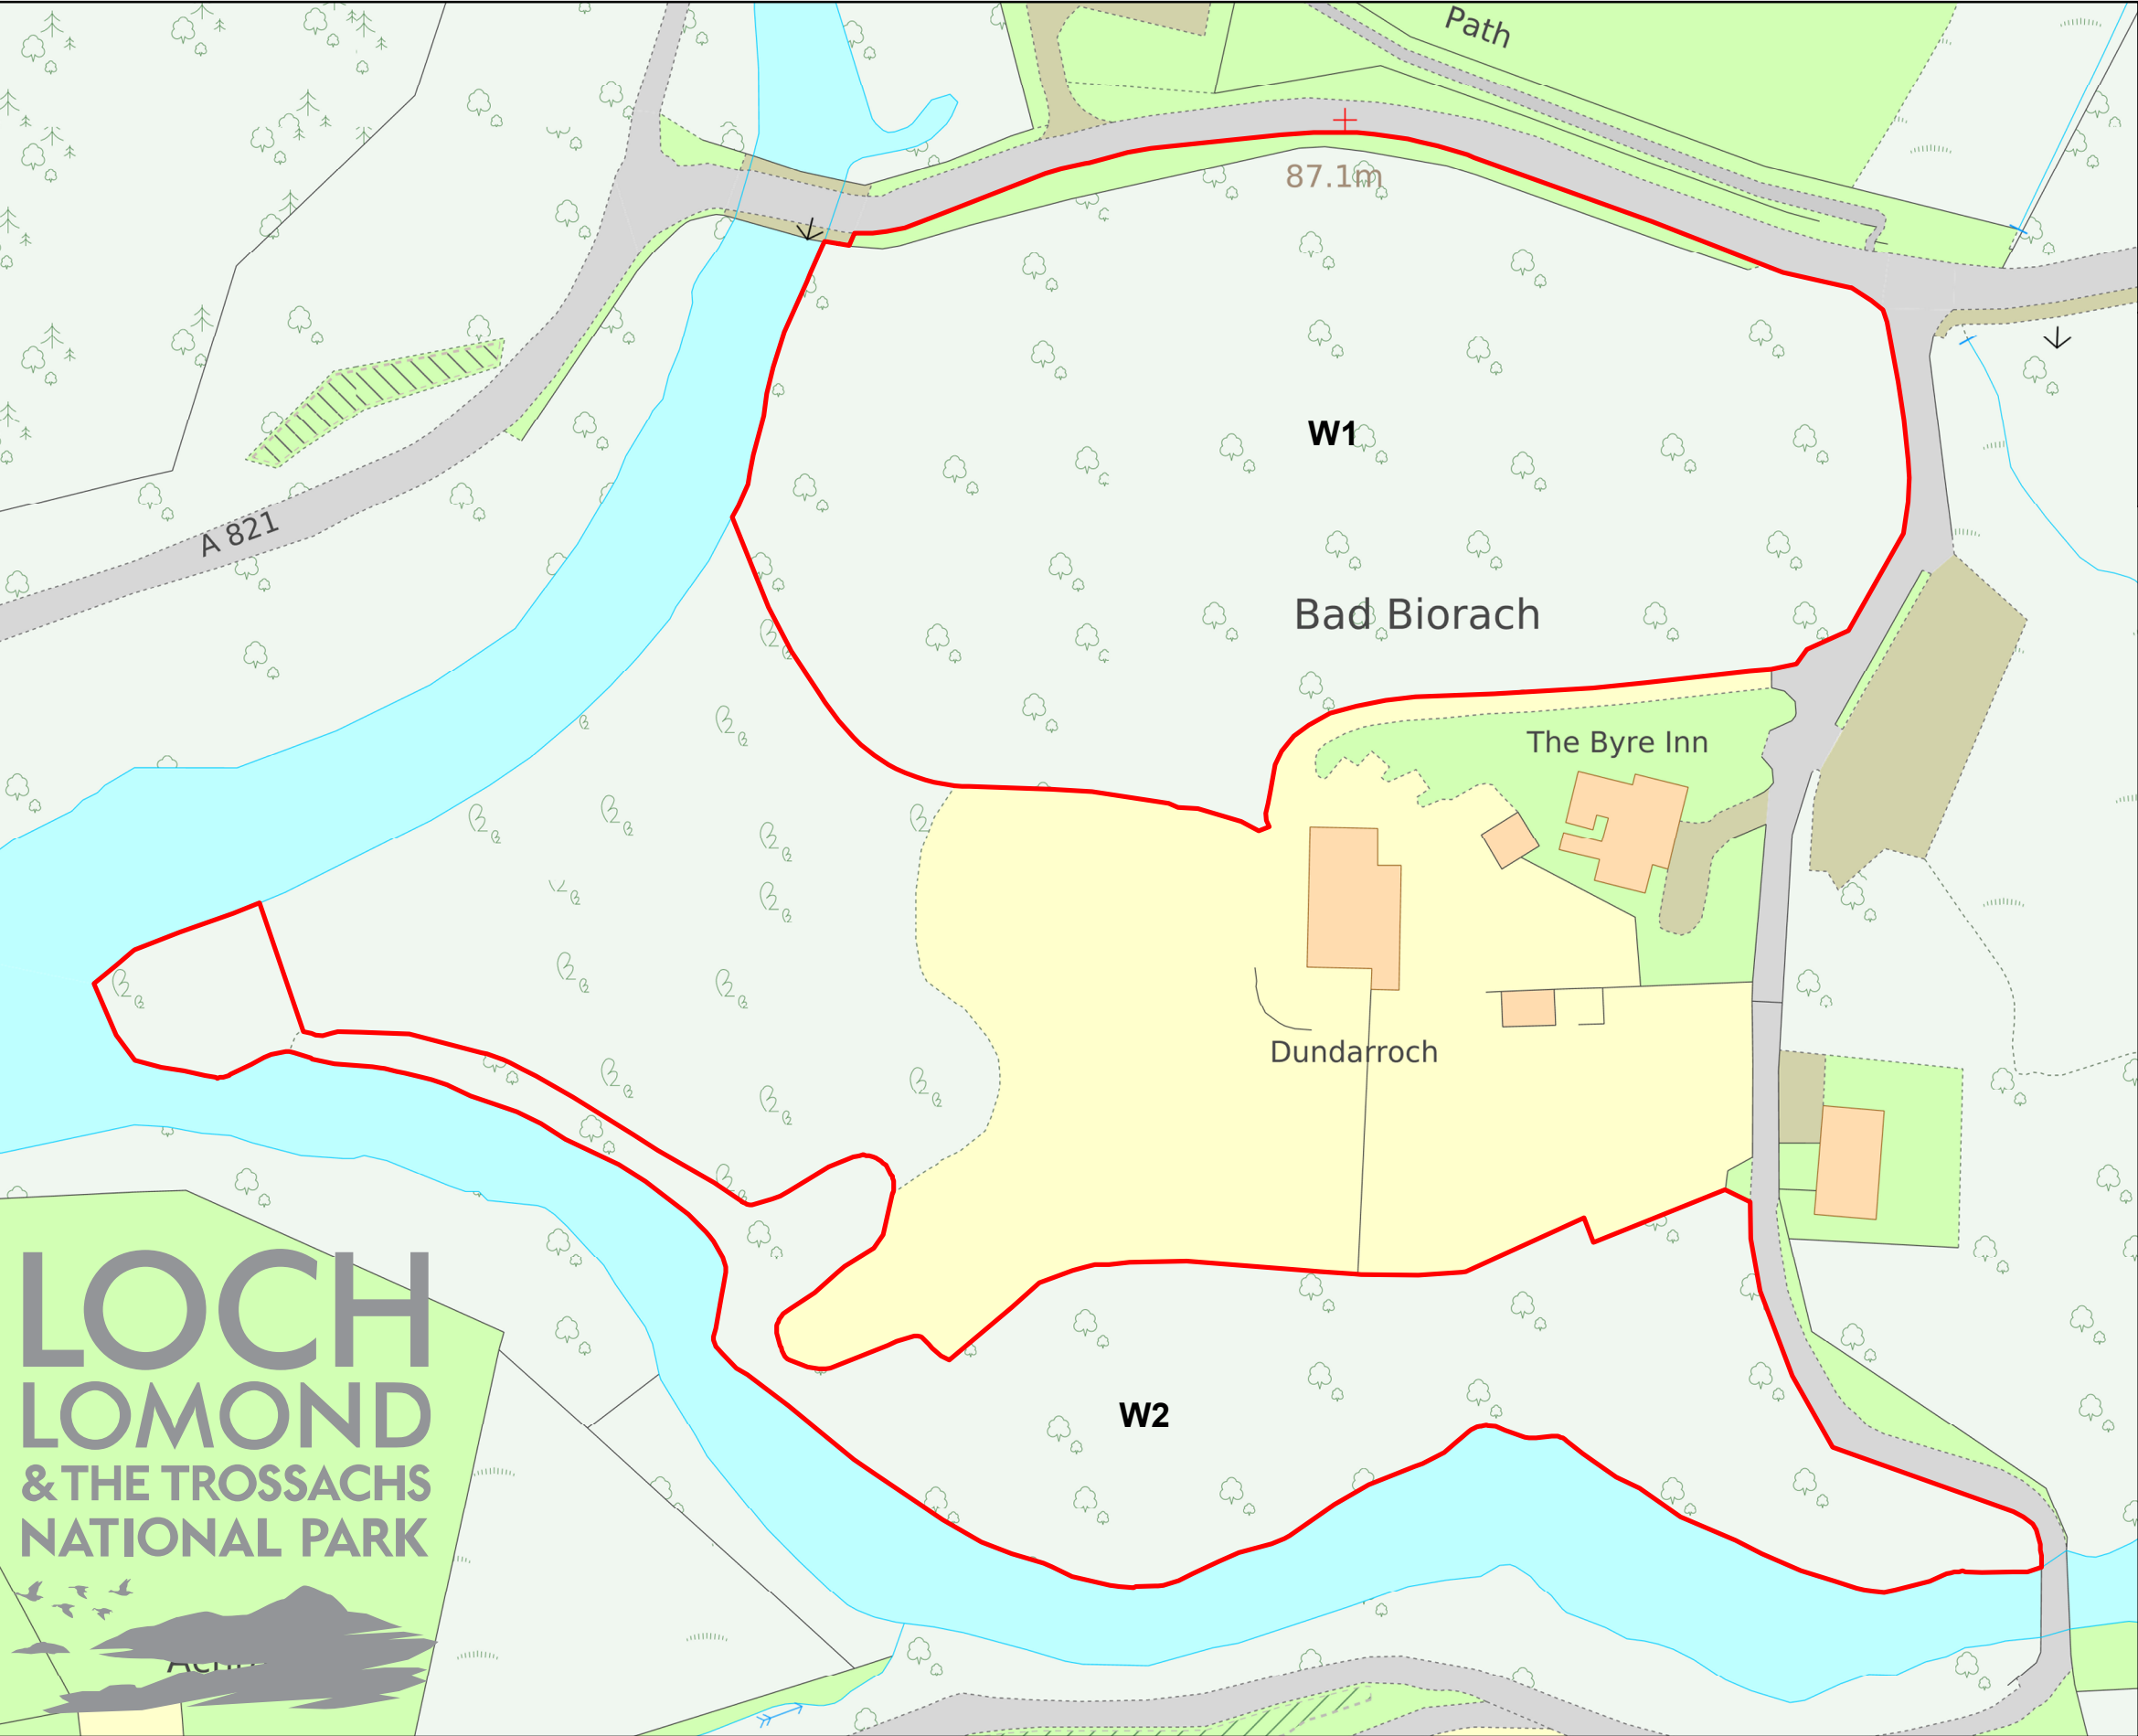 Path
87.1m
W1
A 821
Bad Biorach
The Byre Inn
Dundarroch
W2
LOCH
LOMOND
& THE TROSSACHS
NATIONAL PARK